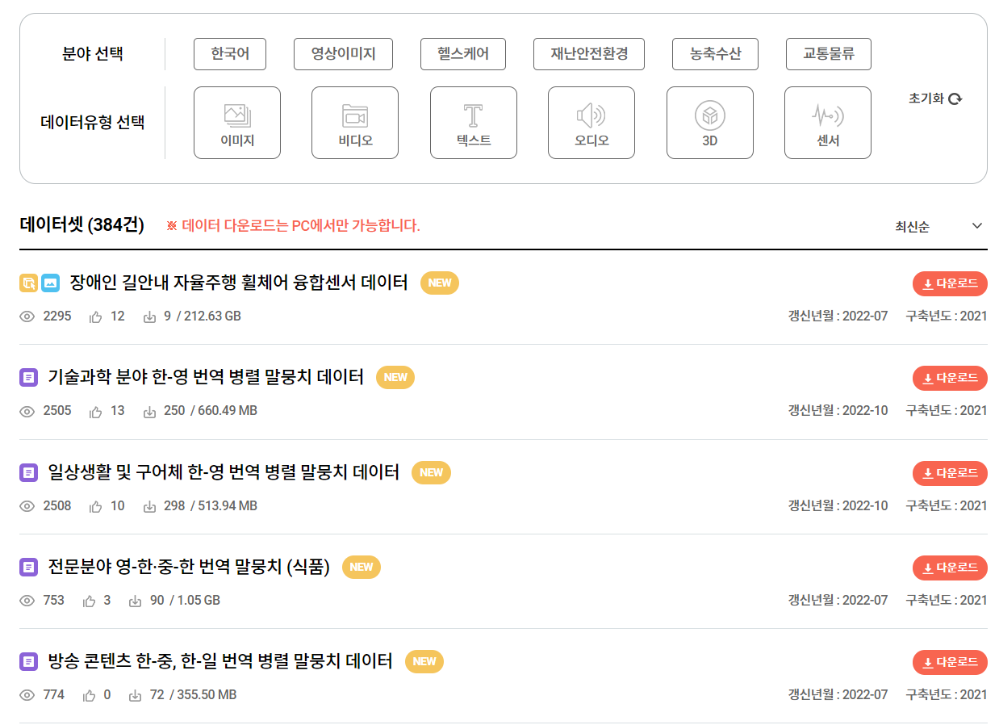 분야 선택
한국어 영상이미지 헬스케어 재난안전환경 농축수산 교통물류
데이터유형 선택
이미지 비디오 텍스트 오디오 3D 센서
초기화
데이터셋 (384건) ※ 데이터 다운로드는 PC에서만 가능합니다. 최신순
장애인 길안내 자율주행 휠체어 융합센서 데이터 NEW 다운로드
2295 12 9 / 212.63 GB 갱신년월 : 2022-07 구축년도 : 2021
기술과학 분야 한-영 번역 병렬 말뭉치 데이터 NEW 다운로드
2505 13 250 / 660.49 MB 갱신년월 : 2022-10 구축년도 : 2021
일상생활 및 구어체 한-영 번역 병렬 말뭉치 데이터 NEW 다운로드
2508 10 298 / 513.94 MB 갱신년월 : 2022-10 구축년도 : 2021
전문분야 영-한·중-한 번역 말뭉치 (식품) NEW 다운로드
753 3 90 / 1.05 GB 갱신년월 : 2022-07 구축년도 : 2021
방송 콘텐츠 한-중, 한-일 번역 병렬 말뭉치 데이터 NEW 다운로드
774 0 72 / 355.50 MB 갱신년월 : 2022-07 구축년도 : 2021